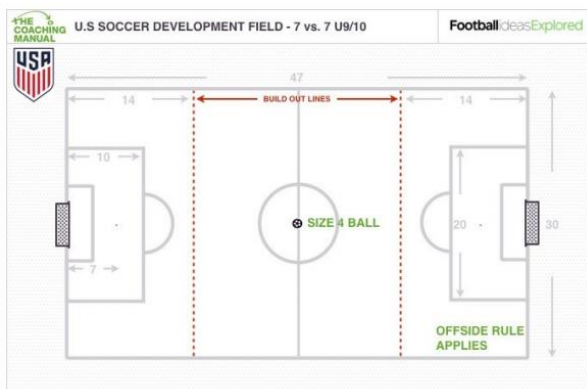 THE
COACHING
MANUAL
U.S SOCCER DEVELOPMENT FIELD - 7 vs. 7 U9/10
FootballIdeasExplored
USA
47
14
BUILD OUT LINES
14
10
SIZE 4 BALL
20
30
7
OFFSIDE RULE
APPLIES